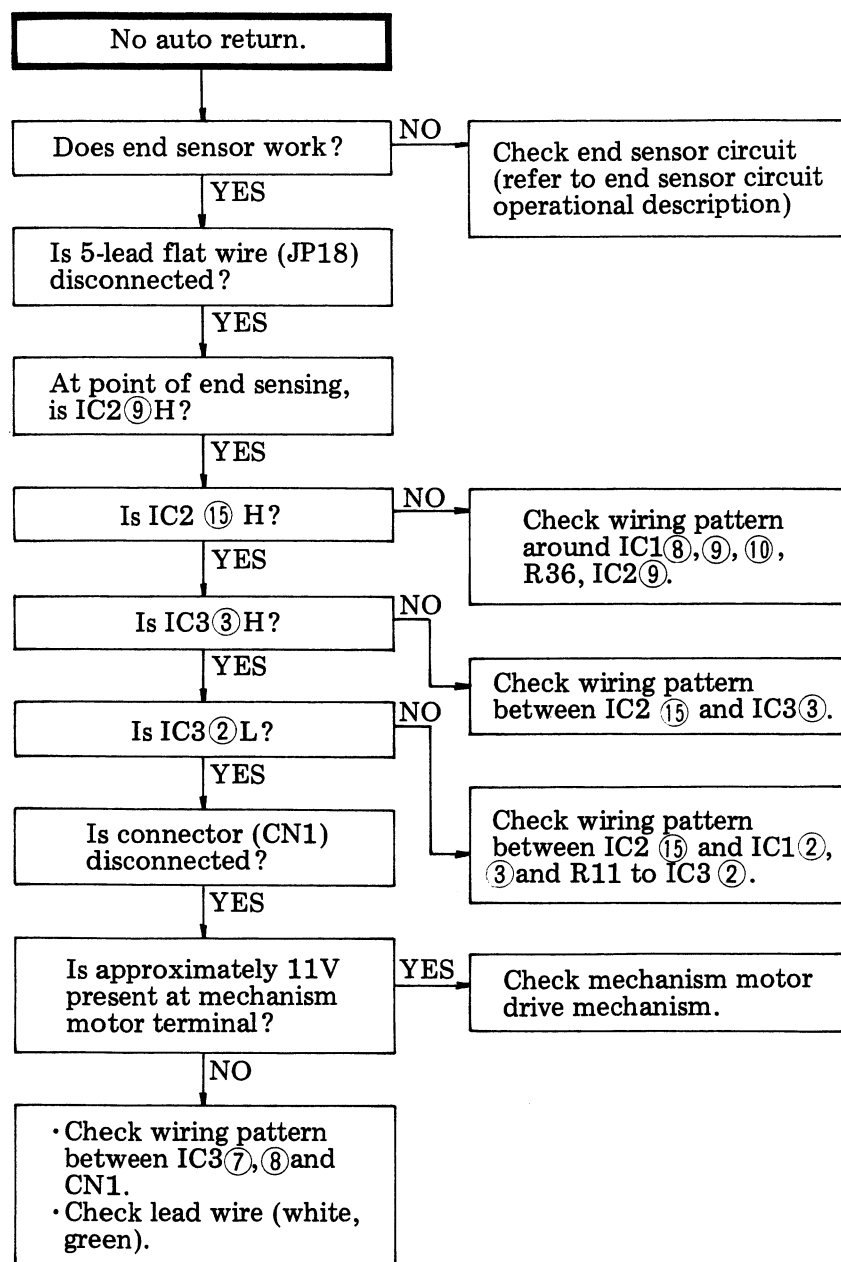 No auto return.
Does end sensor work?
NO
Check end sensor circuit
(refer to end sensor circuit
operational description)
YES
Is 5-lead flat wire (JP18)
disconnected?
YES
At point of end sensing,
is IC2⑨H?
YES
Is IC2 ⑮ H?
NO
Check wiring pattern
around IC1⑧,⑨,⑩,
R36, IC2⑨.
YES
Is IC3③H?
NO
Check wiring pattern
between IC2 ⑮ and IC3③.
YES
Is IC3②L?
NO
Check wiring pattern
between IC2 ⑮ and IC1②,
③and R11 to IC3 ②.
YES
Is connector (CN1)
disconnected?
YES
Is approximately 11V
present at mechanism
motor terminal?
YES
Check mechanism motor
drive mechanism.
NO
·Check wiring pattern
between IC3⑦,⑧and
CN1.
·Check lead wire (white,
green).